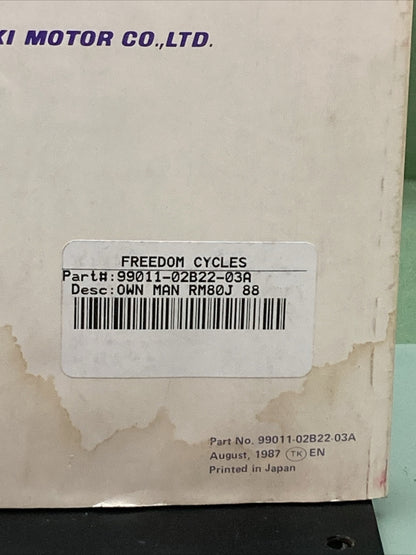 KI MOTOR CO.,LTD.
FREEDOM CYCLES
Part#:99011-02B22-03A
Desc:OWN MAN RM80J 88
Part No. 99011-02B22-03A
August, 1987 TK EN
Printed in Japan